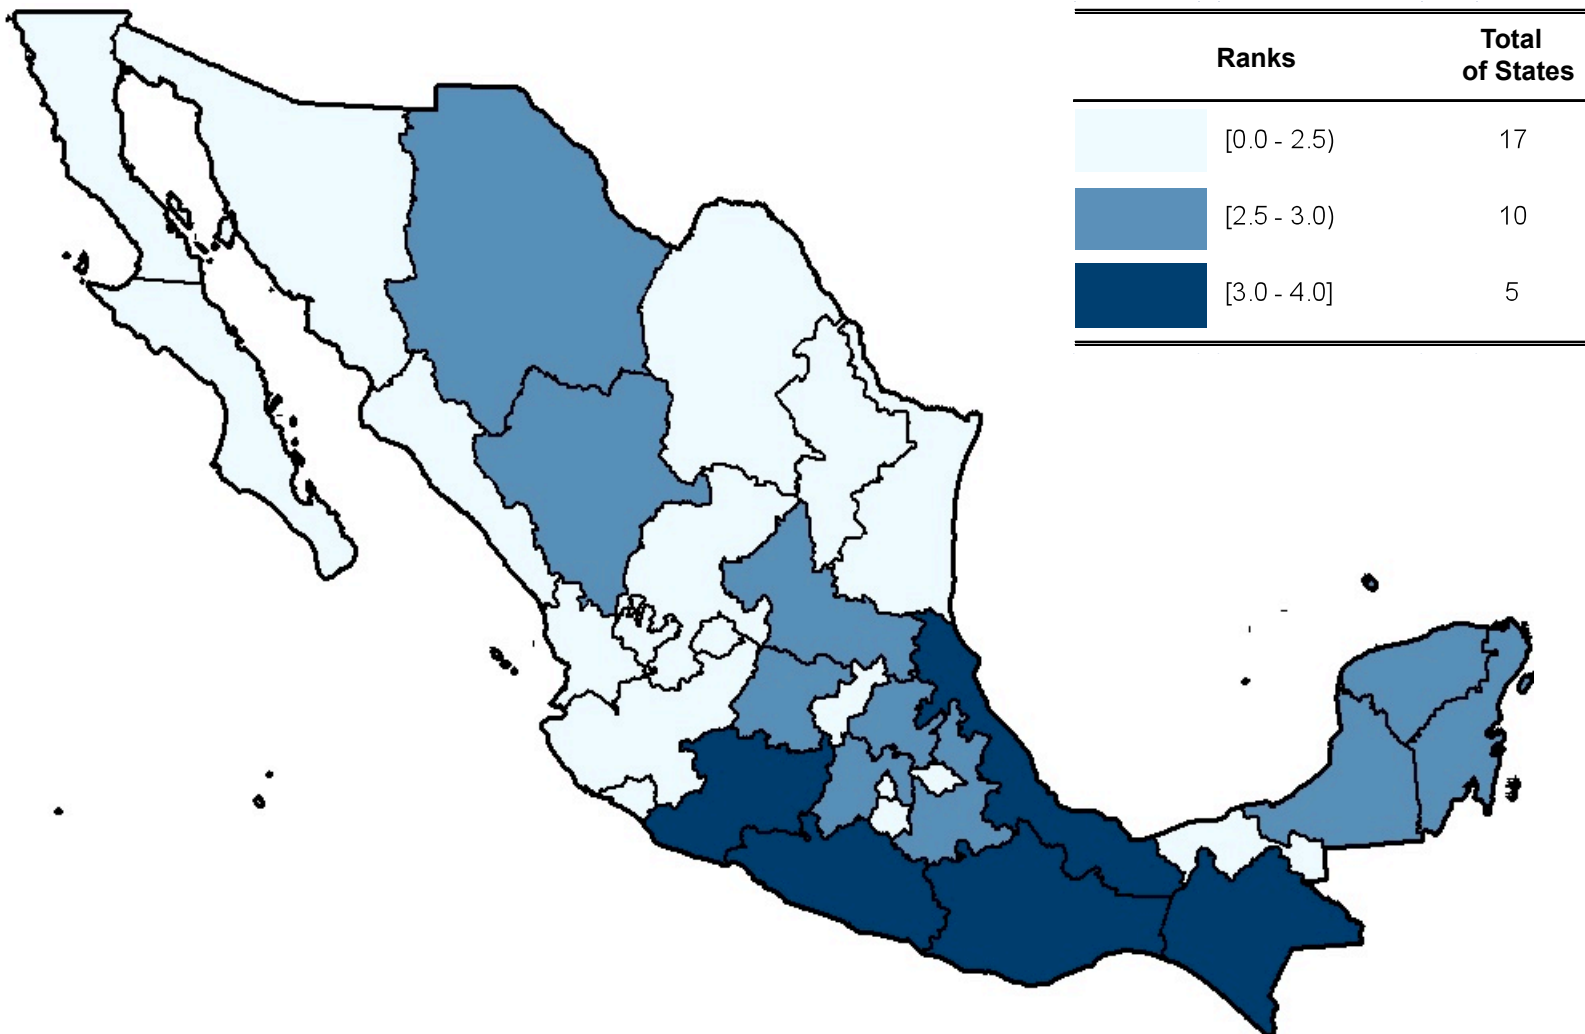 Ranks Total of States
[0.0 - 2.5) 17
[2.5 - 3.0) 10
[3.0 - 4.0] 5